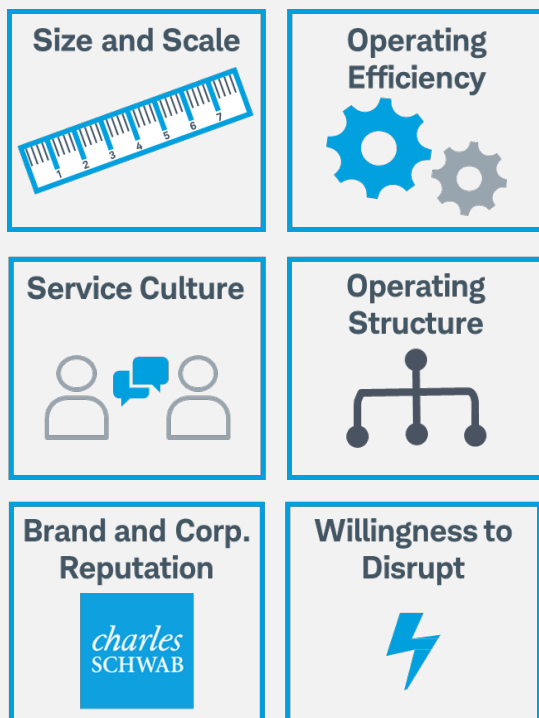 Size and Scale
1 2 3 4 5 6 7
Operating
Efficiency
Service Culture
Operating
Structure
Brand and Corp.
Reputation
charles
SCHWAB
Willingness to
Disrupt